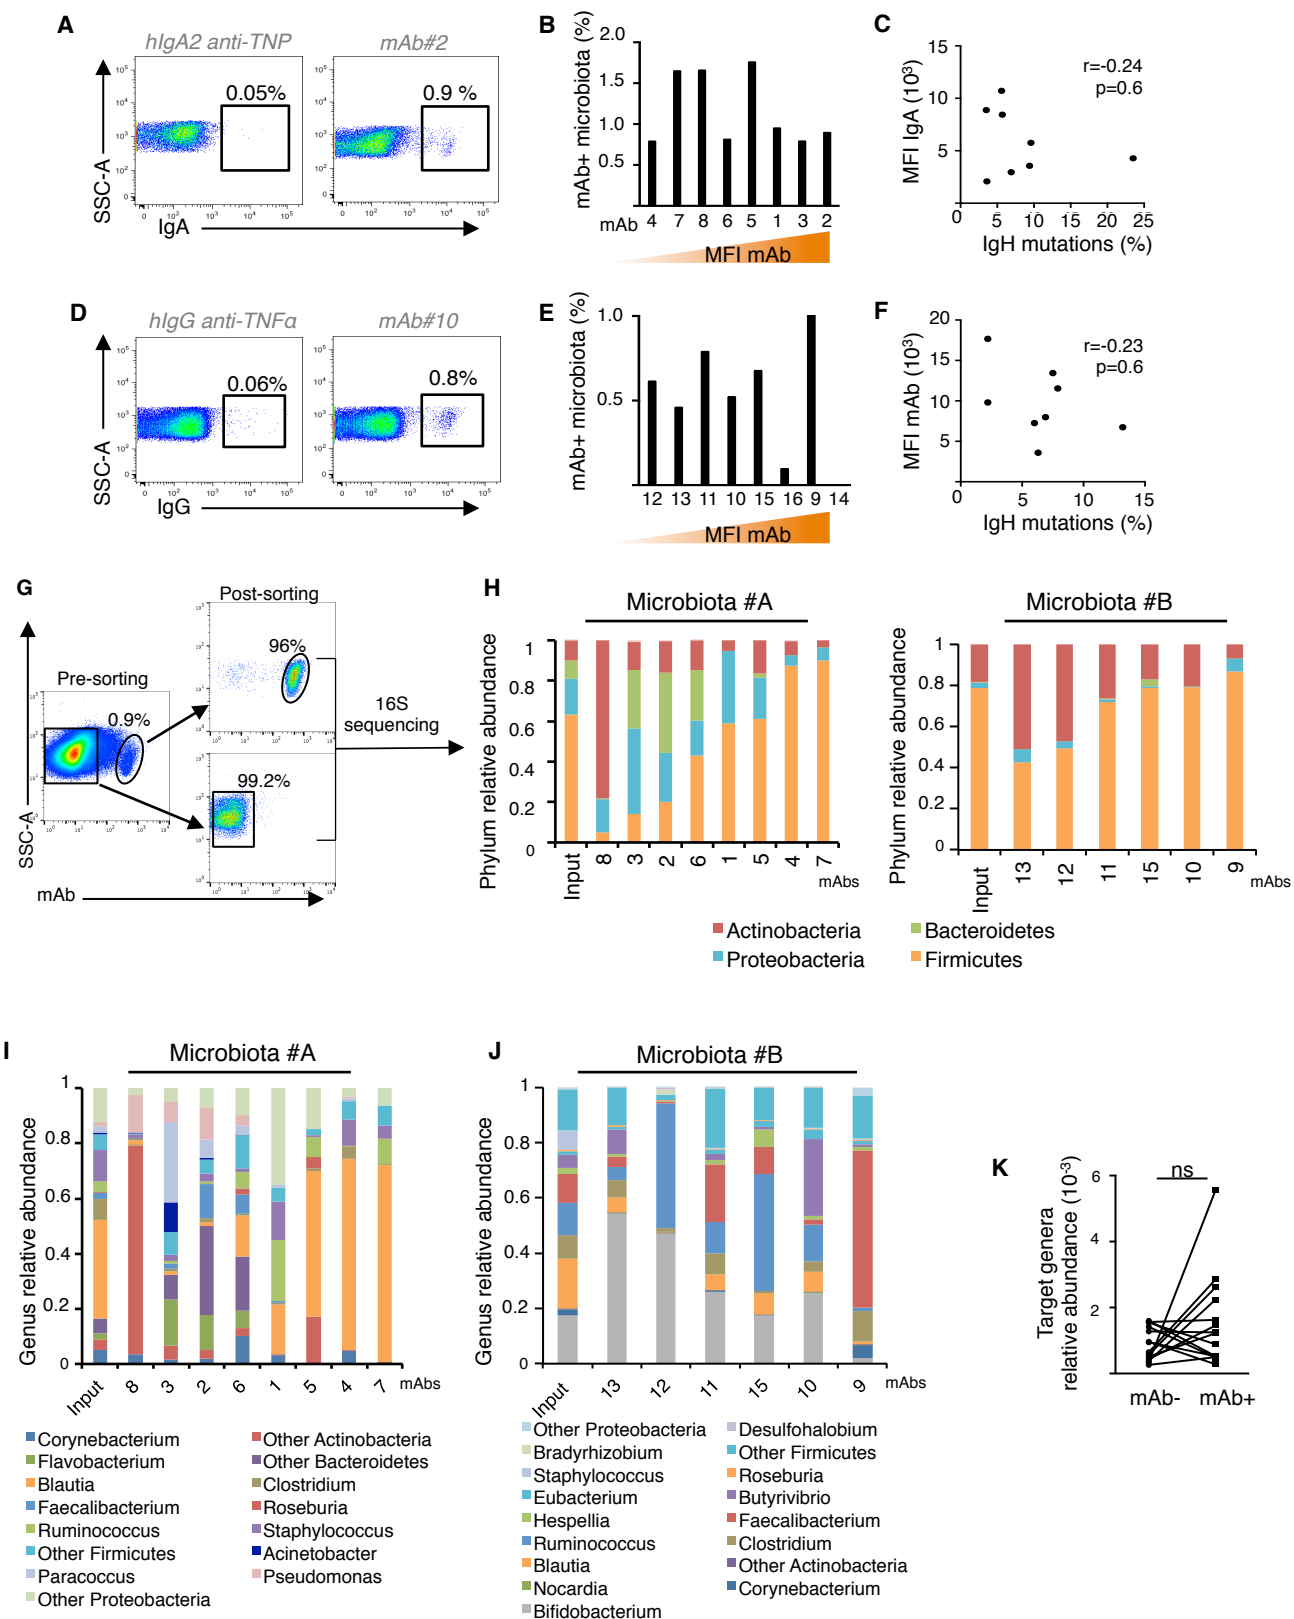 A
hIgA2 anti-TNP
mAb#2
0.05%
0.9 %
SSC-A
IgA
B
mAb+ microbiota (%)
2.0
1.0
0.5
mAb 4 7 8 6 5 1 3 2
MFI mAb
C
MFI IgA (10³)
15
10
5
r=-0.24
p=0.6
0 5 10 15 20 25
IgH mutations (%)
D
hIgG anti-TNFα
mAb#10
0.06%
0.8%
SSC-A
IgG
E
mAb+ microbiota (%)
1.0
0.5
12 13 11 10 15 16 9 14
MFI mAb
F
MFI mAb (10³)
20
15
10
5
r=-0.23
p=0.6
0 5 10 15
IgH mutations (%)
G
Pre-sorting
0.9%
Post-sorting
96%
99.2%
16S
sequencing
SSC-A
mAb
H
Microbiota #A
Phylum relative abundance
1
0.8
0.6
0.4
0.2
0
Input 8 3 2 6 1 5 4 7
mAbs
Microbiota #B
Phylum relative abundance
1
0.8
0.6
0.4
0.2
0
Input 13 12 11 15 10 9
mAbs
Actinobacteria
Bacteroidetes
Proteobacteria
Firmicutes
I
Microbiota #A
Genus relative abundance
1
0.8
0.6
0.4
0.2
0
Input 8 3 2 6 1 5 4 7 mAbs
Corynebacterium
Other Actinobacteria
Flavobacterium
Other Bacteroidetes
Blautia
Clostridium
Faecalibacterium
Roseburia
Ruminococcus
Staphylococcus
Other Firmicutes
Acinetobacter
Paracoccus
Pseudomonas
Other Proteobacteria
J
Microbiota #B
Genus relative abundance
1
0.8
0.6
0.4
0.2
0
Input 13 12 11 15 10 9 mAbs
Other Proteobacteria
Desulfohalobium
Bradyrhizobium
Other Firmicutes
Staphylococcus
Roseburia
Eubacterium
Butyrivibrio
Hespellia
Faecalibacterium
Ruminococcus
Clostridium
Blautia
Other Actinobacteria
Nocardia
Corynebacterium
Bifidobacterium
K
Target genera
relative abundance (10⁻³)
6
4
2
ns
mAb- mAb+